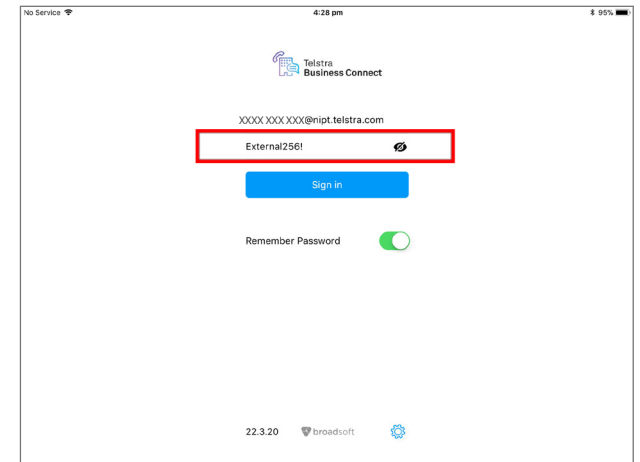 No Service 4:28 pm 95%
Telstra
Business Connect
XXXX XXX XXX@nipt.telstra.com
External256!
Sign in
Remember Password
22.3.20 broadsoft